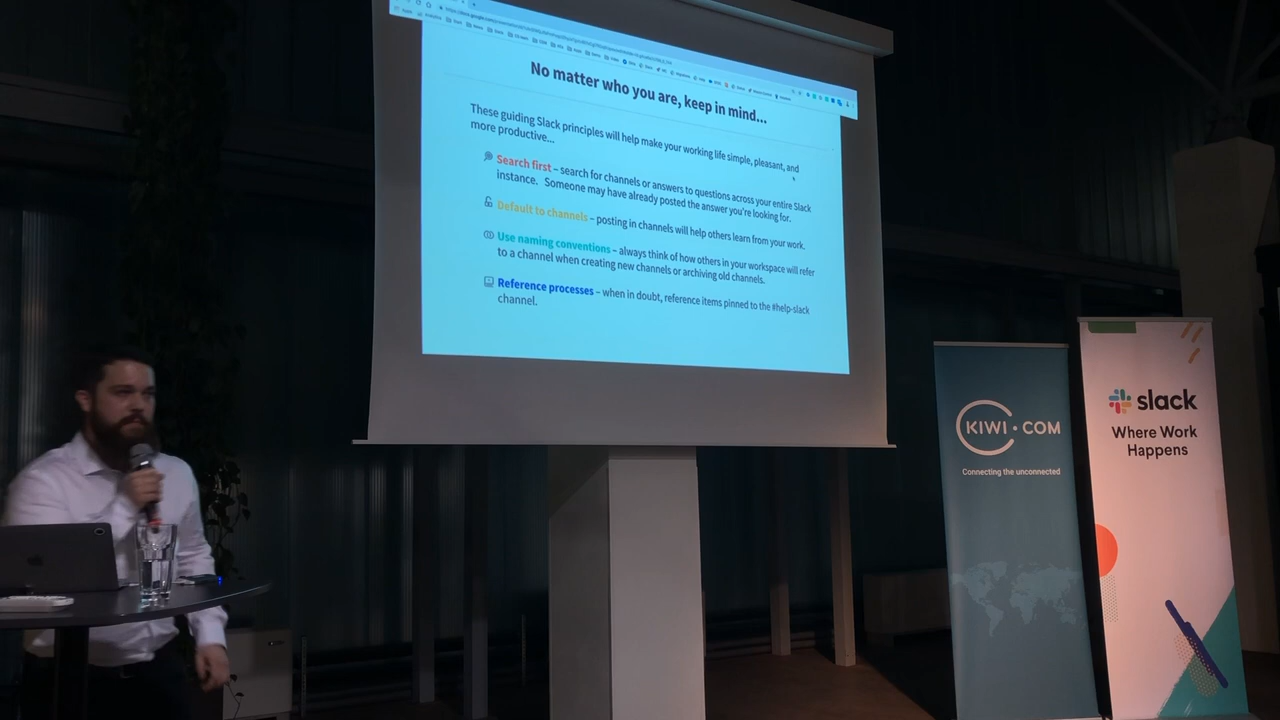 No matter who you are, keep in mind...
These guiding Slack principles will help make your working life simple, pleasant, and
more productive...
Search first – search for channels or answers to questions across your entire Slack
instance. Someone may have already posted the answer you're looking for.
Default to channels – posting in channels will help others learn from your work.
Use naming conventions – always think of how others in your workspace will refer
to a channel when creating new channels or archiving old channels.
Reference processes – when in doubt, reference items pinned to the #help-slack
channel.
KIWI.COM
Connecting the unconnected
slack
Where Work
Happens